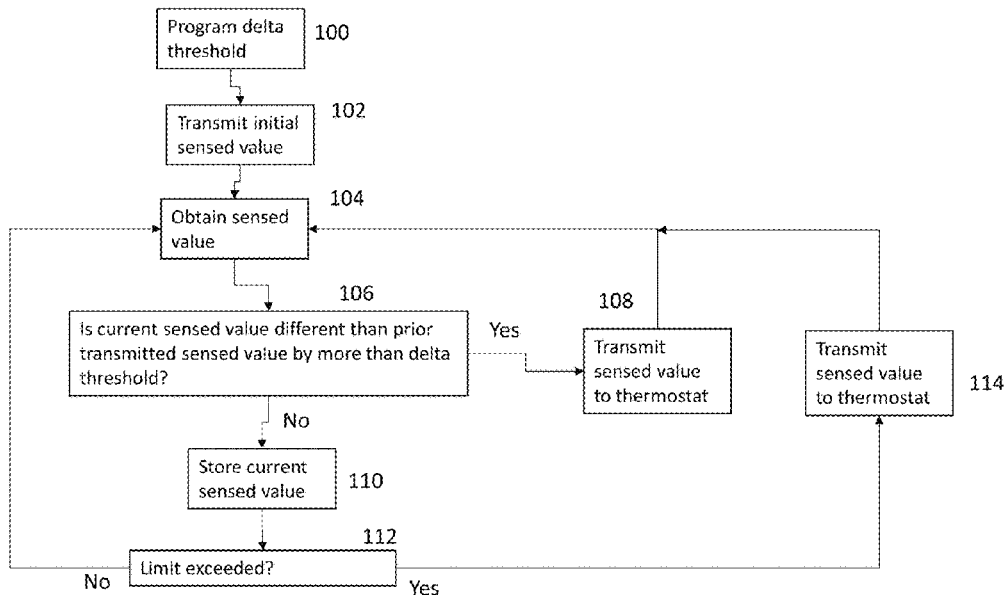 Program delta
threshold
100
102
Transmit initial
sensed value
104
Obtain sensed
value
106
Is current sensed value different than prior
transmitted sensed value by more than delta
threshold?
Yes
108
Transmit
sensed value
to thermostat
Transmit
sensed value
to thermostat
114
No
Store current
sensed value
110
112
Limit exceeded?
No
Yes